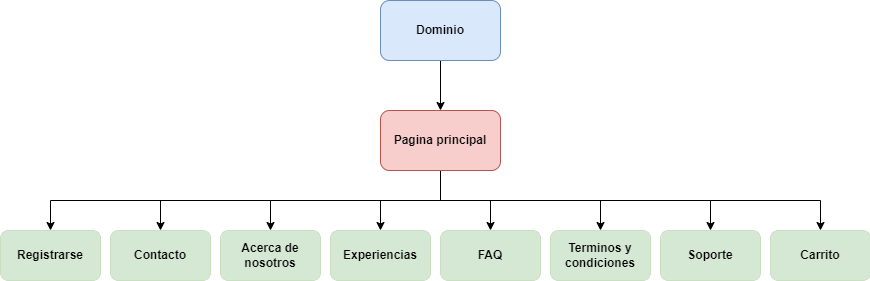 Dominio
Pagina principal
Registrarse
Contacto
Acerca de
nosotros
Experiencias
FAQ
Terminos y
condiciones
Soporte
Carrito